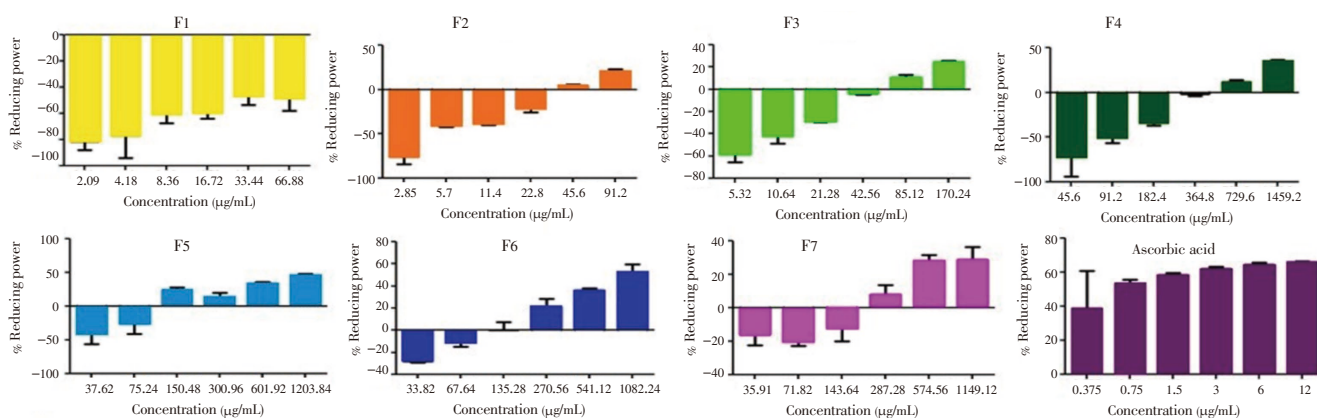 F1
% Reducing power
0
−20
−40
−60
−80
−100
2.09 4.18 8.36 16.72 33.44 66.88
Concentration (μg/mL)
F2
% Reducing power
50
0
−50
−100
2.85 5.7 11.4 22.8 45.6 91.2
Concentration (μg/mL)
F3
% Reducing power
40
20
0
−20
−40
−60
−80
5.32 10.64 21.28 42.56 85.12 170.24
Concentration (μg/mL)
F4
% Reducing power
50
0
−50
−100
45.6 91.2 182.4 364.8 729.6 1459.2
Concentration (μg/mL)
F5
% Reducing power
100
50
0
−50
−100
37.62 75.24 150.48 300.96 601.92 1203.84
Concentration (μg/mL)
F6
% Reducing power
80
60
40
20
0
−20
−40
33.82 67.64 135.28 270.56 541.12 1082.24
Concentration (μg/mL)
F7
% Reducing power
40
20
0
−20
−40
35.91 71.82 143.64 287.28 574.56 1149.12
Concentration (μg/mL)
Ascorbic acid
% Reducing power
80
60
40
20
0
0.375 0.75 1.5 3 6 12
Concentration (μg/mL)